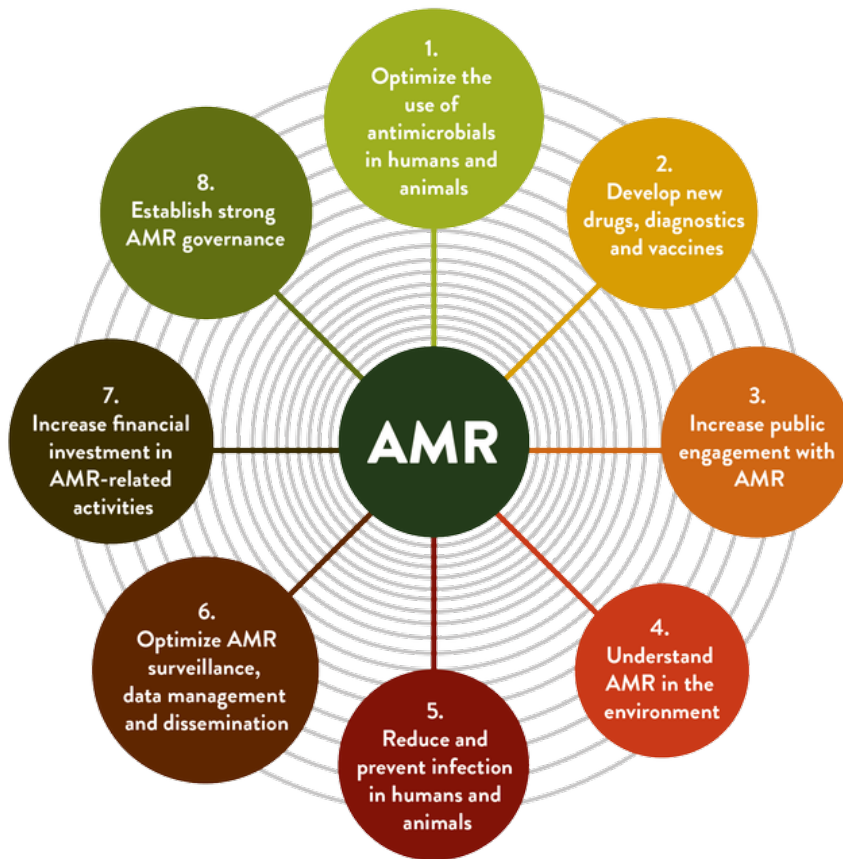 1.
Optimize the
use of
antimicrobials
in humans and
animals
2.
Develop new
drugs, diagnostics
and vaccines
3.
Increase public
engagement with
AMR
4.
Understand
AMR in the
environment
5.
Reduce and
prevent infection
in humans and
animals
6.
Optimize AMR
surveillance,
data management
and dissemination
7.
Increase financial
investment in
AMR-related
activities
8.
Establish strong
AMR governance
AMR